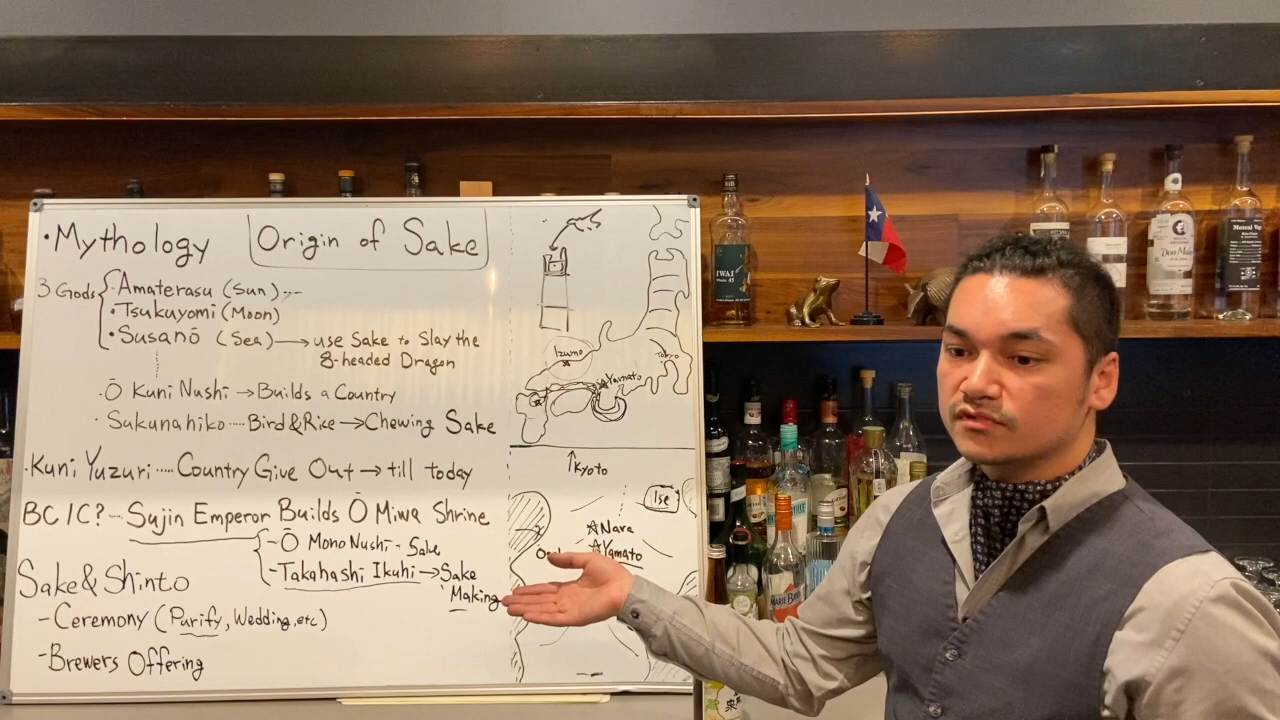 • Mythology
Origin of Sake
3 Gods
• Amaterasu (Sun)
• Tsukuyomi (Moon)
• Susanō (Sea) → use Sake to Slay the
8-headed Dragon
• Ō Kuni Nushi → Builds a Country
• Sukunahiko ···· Bird & Rice → Chewing Sake
• Kuni Yuzuri ···· Country Give Out → till today
BC 1C? ··· Sujin Emperor Builds Ō Miwa Shrine
- Ō Mono Nushi - Sake
- Takahashi Ikuhi → Sake
Making
Sake & Shinto
- Ceremony (Purify, Wedding, etc)
- Brewers Offering
Izumo
Tokyo
☆Yamato
↑Kyoto
Ise
☆Nara
☆Yamato
IWAI